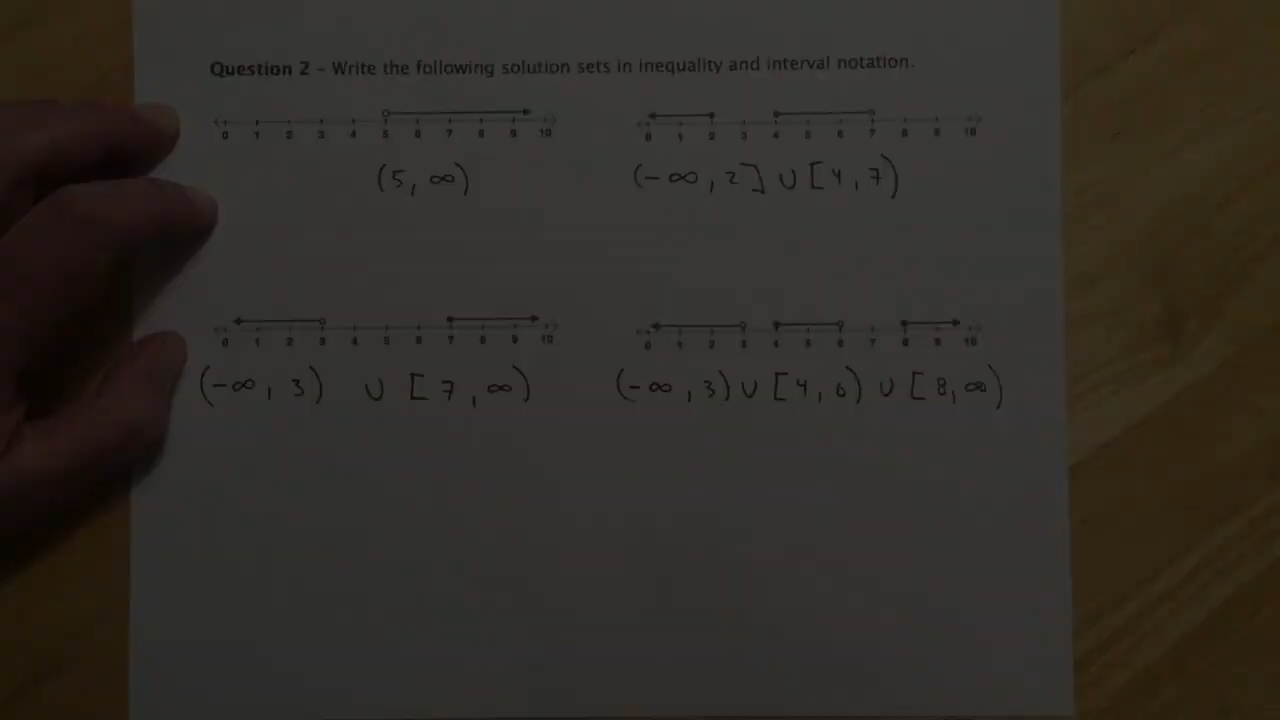 Question 2 – Write the following solution sets in inequality and interval notation.
0 1 2 3 4 5 6 7 8 9 10
0 1 2 3 4 5 6 7 8 9 10
(5, ∞)
(-∞, 2] ∪ [4, 7)
0 1 2 3 4 5 6 7 8 9 10
0 1 2 3 4 5 6 7 8 9 10
(-∞, 3) ∪ [7, ∞)
(-∞, 3) ∪ [4, 6) ∪ [8, ∞)